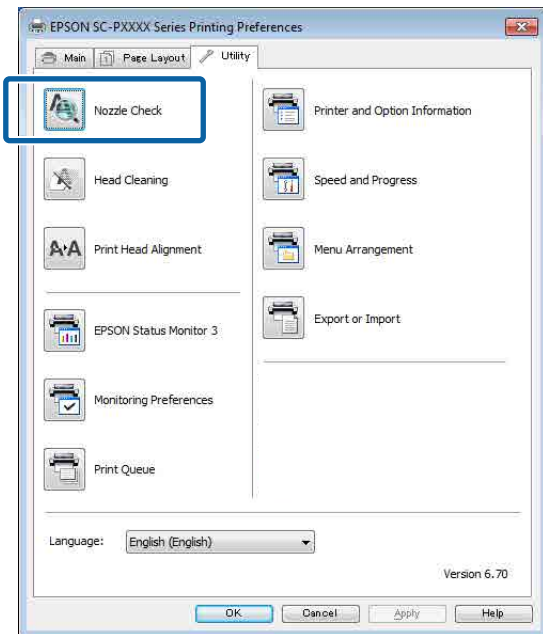 EPSON SC-PXXXX Series Printing Preferences
Main
Page Layout
Utility
Nozzle Check
Head Cleaning
A▸A
Print Head Alignment
EPSON Status Monitor 3
Monitoring Preferences
Print Queue
Printer and Option Information
Speed and Progress
Menu Arrangement
Export or Import
Language: English (English)
Version 6.70
OK Cancel Apply Help